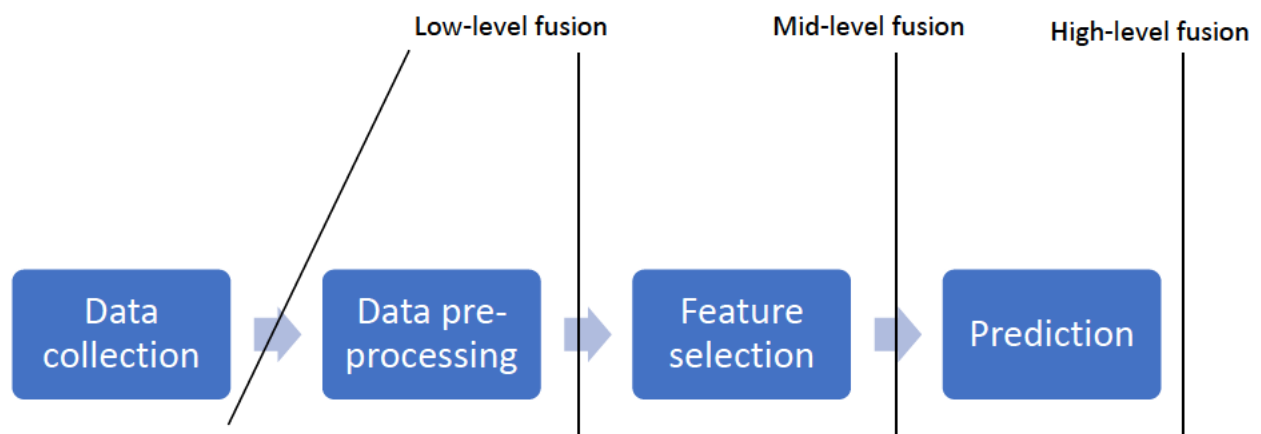 Low-level fusion
Mid-level fusion
High-level fusion
Data
collection
Data pre-
processing
Feature
selection
Prediction